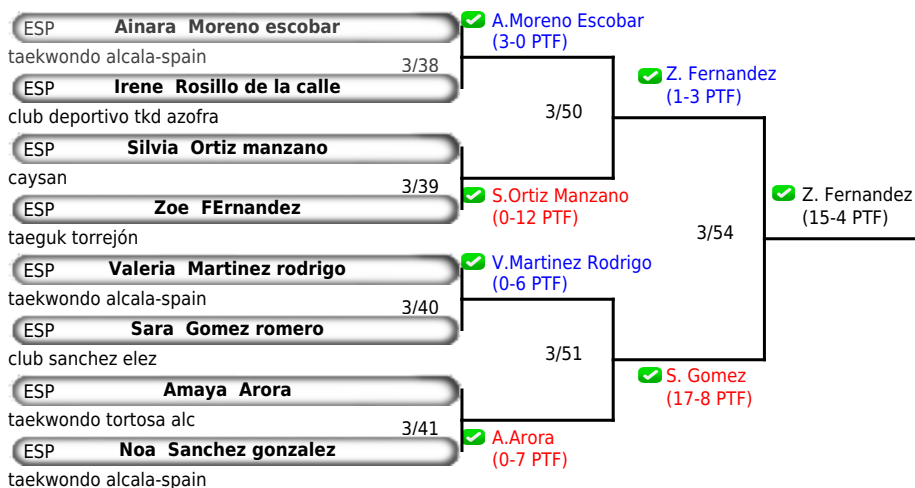 ESP Ainara Moreno escobar
taekwondo alcala-spain
3/38
ESP Irene Rosillo de la calle
club deportivo tkd azofra
ESP Silvia Ortiz manzano
caysan
3/39
ESP Zoe FErnandez
taeguk torrejón
ESP Valeria Martinez rodrigo
taekwondo alcala-spain
3/40
ESP Sara Gomez romero
club sanchez elez
ESP Amaya Arora
taekwondo tortosa alc
3/41
ESP Noa Sanchez gonzalez
taekwondo alcala-spain
A.Moreno Escobar
(3-0 PTF)
3/50
S.Ortiz Manzano
(0-12 PTF)
V.Martinez Rodrigo
(0-6 PTF)
3/51
A.Arora
(0-7 PTF)
Z. Fernandez
(1-3 PTF)
3/54
S. Gomez
(17-8 PTF)
Z. Fernandez
(15-4 PTF)